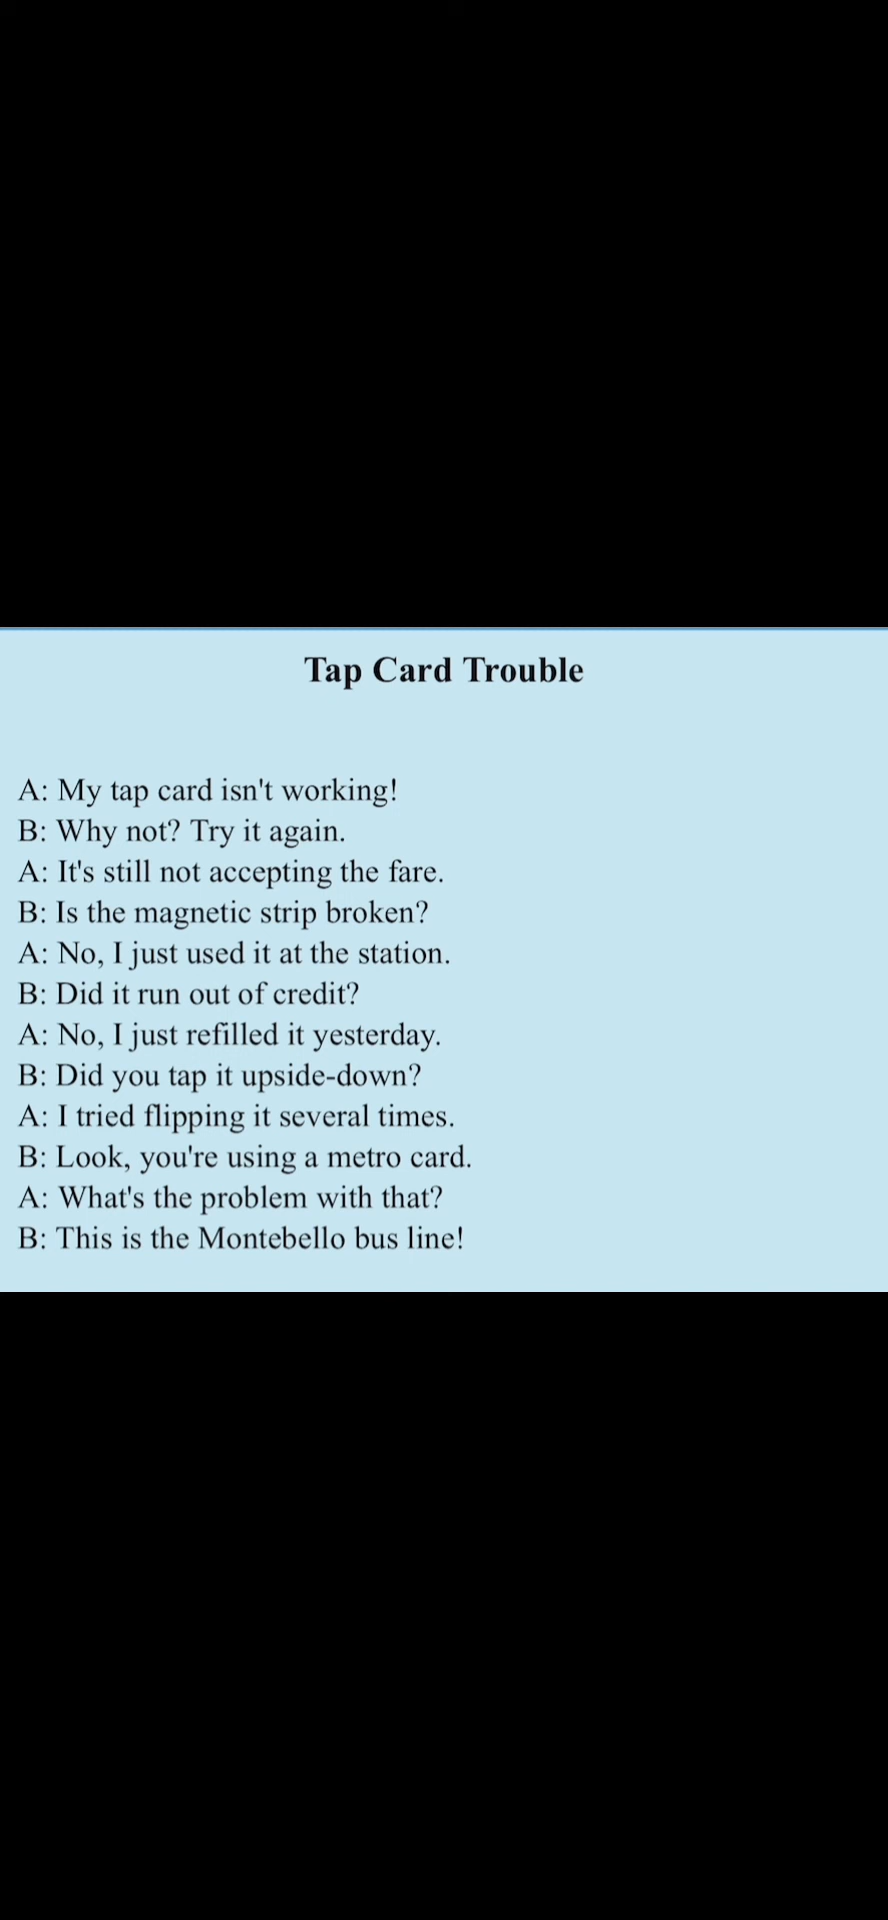 Tap Card Trouble
A: My tap card isn't working!
B: Why not? Try it again.
A: It's still not accepting the fare.
B: Is the magnetic strip broken?
A: No, I just used it at the station.
B: Did it run out of credit?
A: No, I just refilled it yesterday.
B: Did you tap it upside-down?
A: I tried flipping it several times.
B: Look, you're using a metro card.
A: What's the problem with that?
B: This is the Montebello bus line!